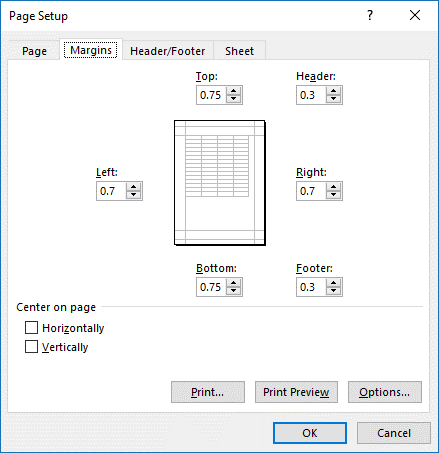 Page Setup
Page Margins Header/Footer Sheet
Top: Header:
0.75 0.3
Left: Right:
0.7 0.7
Bottom: Footer:
0.75 0.3
Center on page
Horizontally
Vertically
Print... Print Preview Options...
OK Cancel